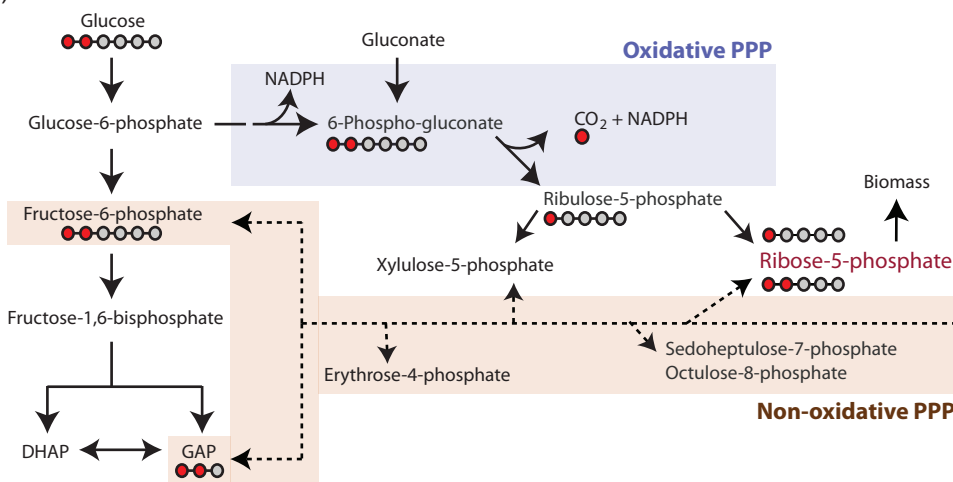 )
Glucose
Gluconate
Oxidative PPP
NADPH
Glucose-6-phosphate
6-Phospho-gluconate
CO2 + NADPH
Biomass
Fructose-6-phosphate
Ribulose-5-phosphate
Xylulose-5-phosphate
Ribose-5-phosphate
Fructose-1,6-bisphosphate
Erythrose-4-phosphate
Sedoheptulose-7-phosphate
Octulose-8-phosphate
Non-oxidative PPP
DHAP
GAP